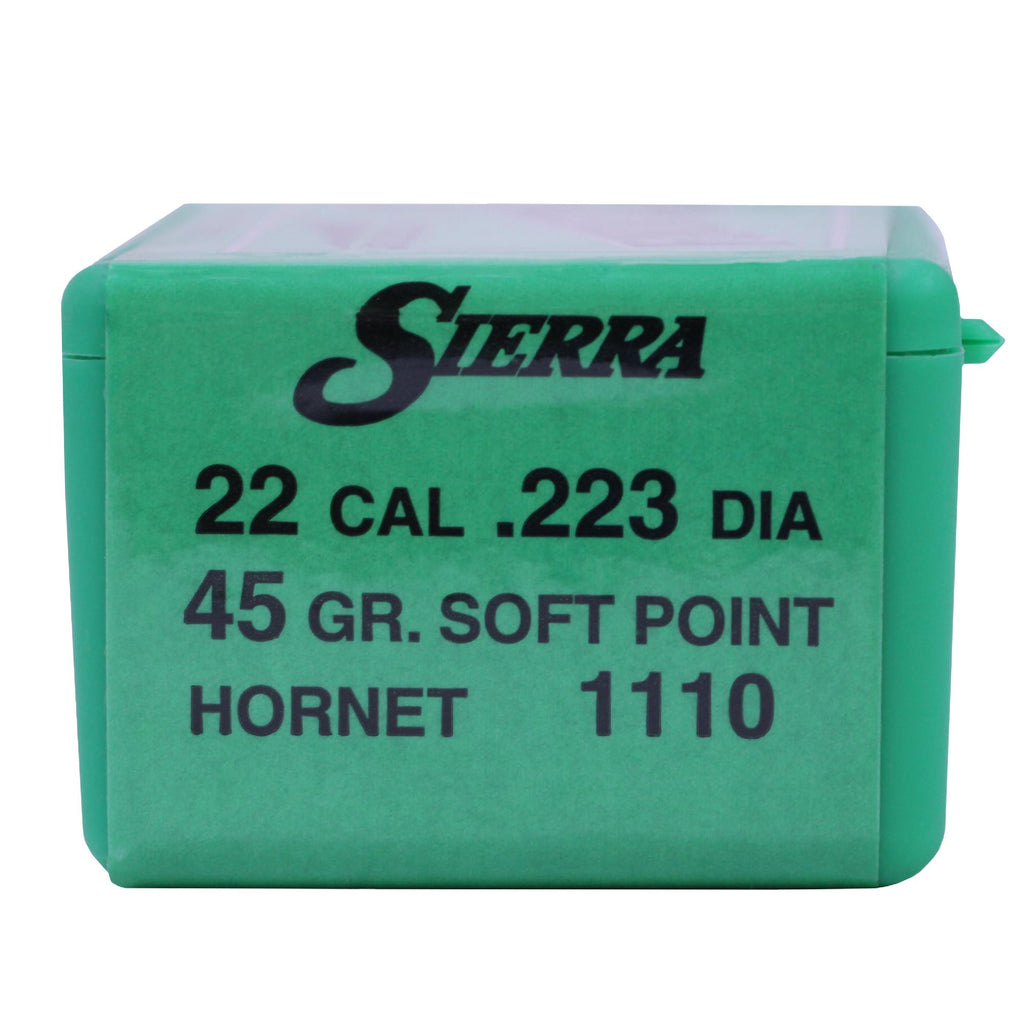 SIERRA
22 CAL .223 DIA
45 GR. SOFT POINT
HORNET 1110